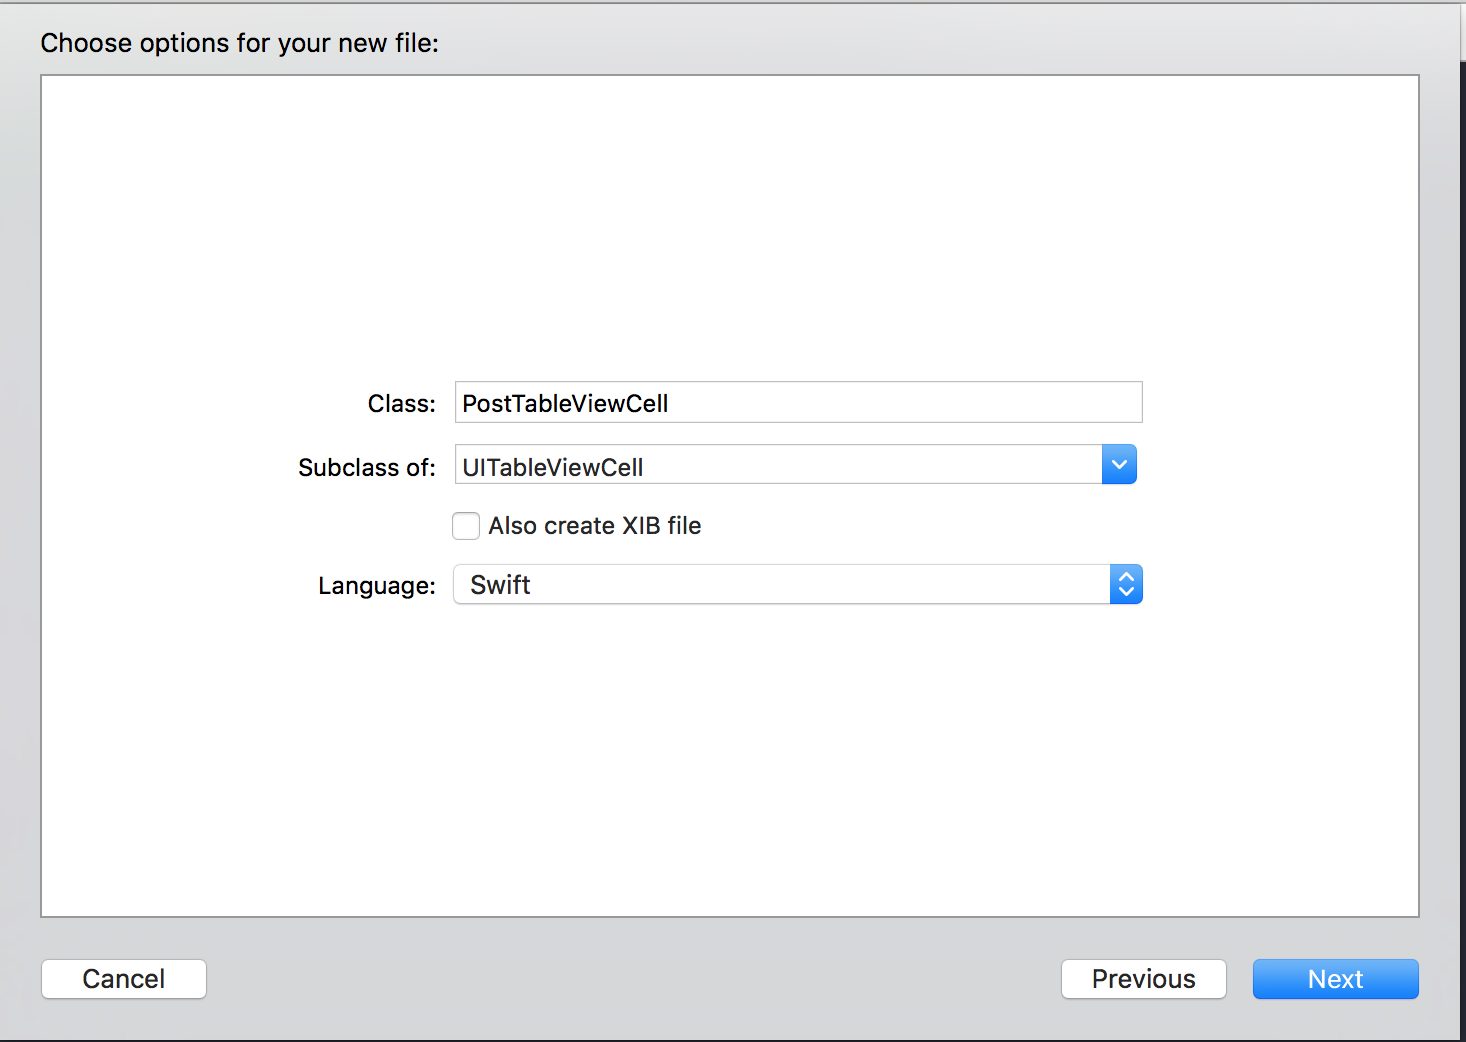 Choose options for your new file:
Class: PostTableViewCell
Subclass of: UITableViewCell
Also create XIB file
Language: Swift
Cancel Previous Next